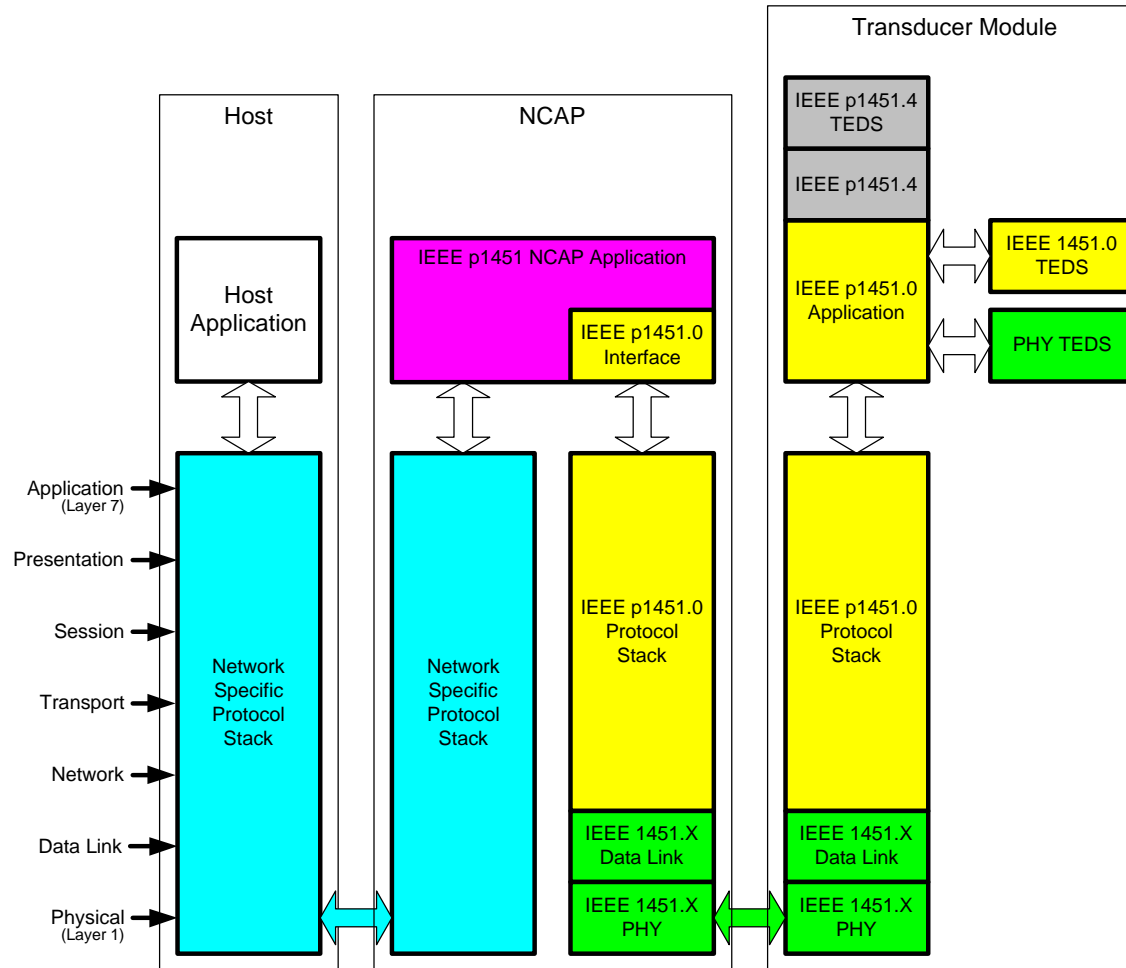 Transducer Module
Host
NCAP
IEEE p1451.4
TEDS
IEEE p1451.4
IEEE p1451.0
Application
IEEE 1451.0
TEDS
PHY TEDS
Host
Application
IEEE p1451 NCAP Application
IEEE p1451.0
Interface
Application
(Layer 7)
Presentation
Session
Transport
Network
Data Link
Physical
(Layer 1)
Network
Specific
Protocol
Stack
Network
Specific
Protocol
Stack
IEEE p1451.0
Protocol
Stack
IEEE 1451.X
Data Link
IEEE 1451.X
PHY
IEEE p1451.0
Protocol
Stack
IEEE 1451.X
Data Link
IEEE 1451.X
PHY